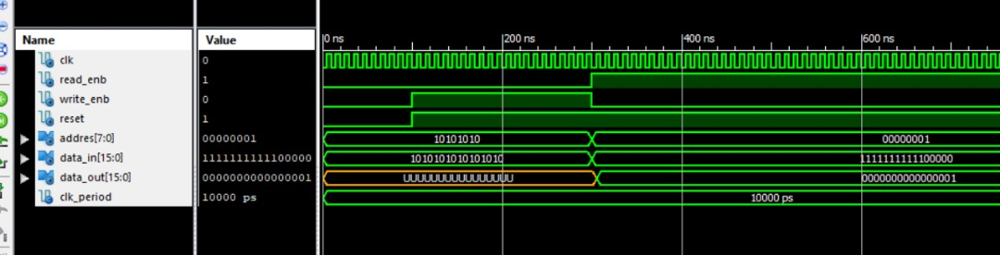 Name Value 0 ns 200 ns 400 ns 600 ns
clk 0
read_enb 1
write_enb 0
reset 1
addres[7:0] 00000001 10101010 00000001
data_in[15:0] 1111111111100000 1010101010101010 1111111111100000
data_out[15:0] 0000000000000001 UUUUUUUUUUUUUUUU 0000000000000001
clk_period 10000 ps 10000 ps